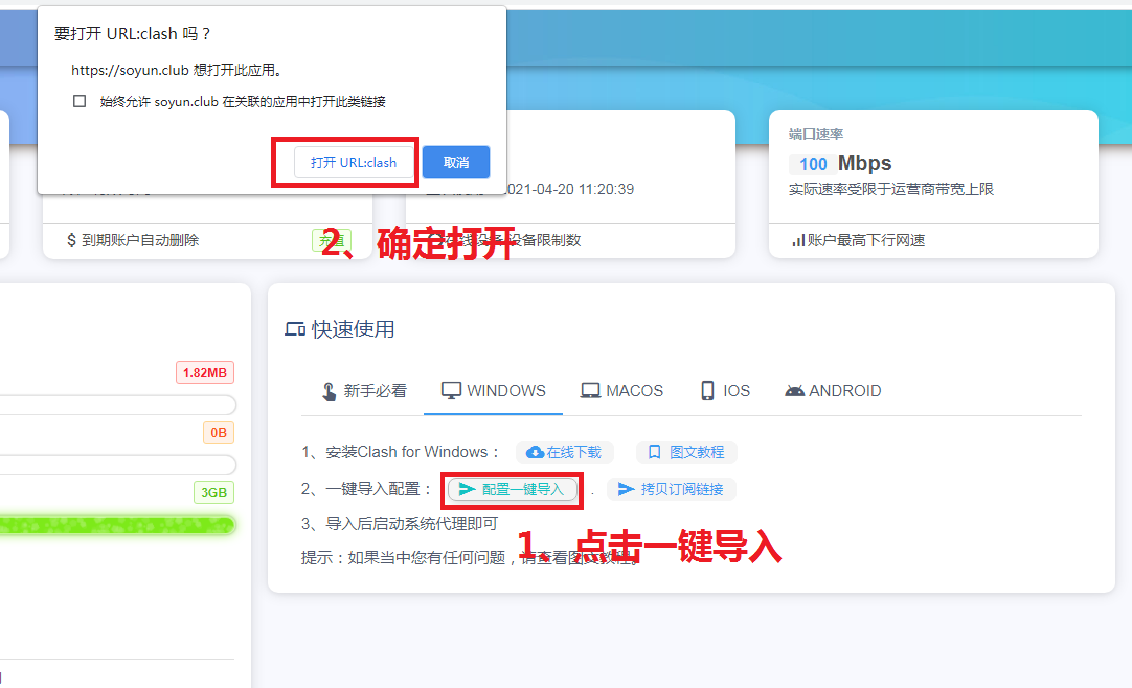 要打开 URL:clash 吗？
https://soyun.club 想打开此应用。
始终允许 soyun.club 在关联的应用中打开此类链接
打开 URL:clash
取消
021-04-20 11:20:39
端口速率
100 Mbps
实际速率受限于运营商带宽上限
$ 到期账户自动删除
充值
2、确定打开
在线设备/设备限制数
账户最高下行网速
快速使用
1.82MB
新手必看
WINDOWS
MACOS
IOS
ANDROID
0B
1、安装Clash for Windows：
在线下载
图文教程
3GB
2、一键导入配置：
配置一键导入
.
拷贝订阅链接
3、导入后启动系统代理即可
1、点击一键导入
提示：如果当中您有任何问题，请查看图文教程。